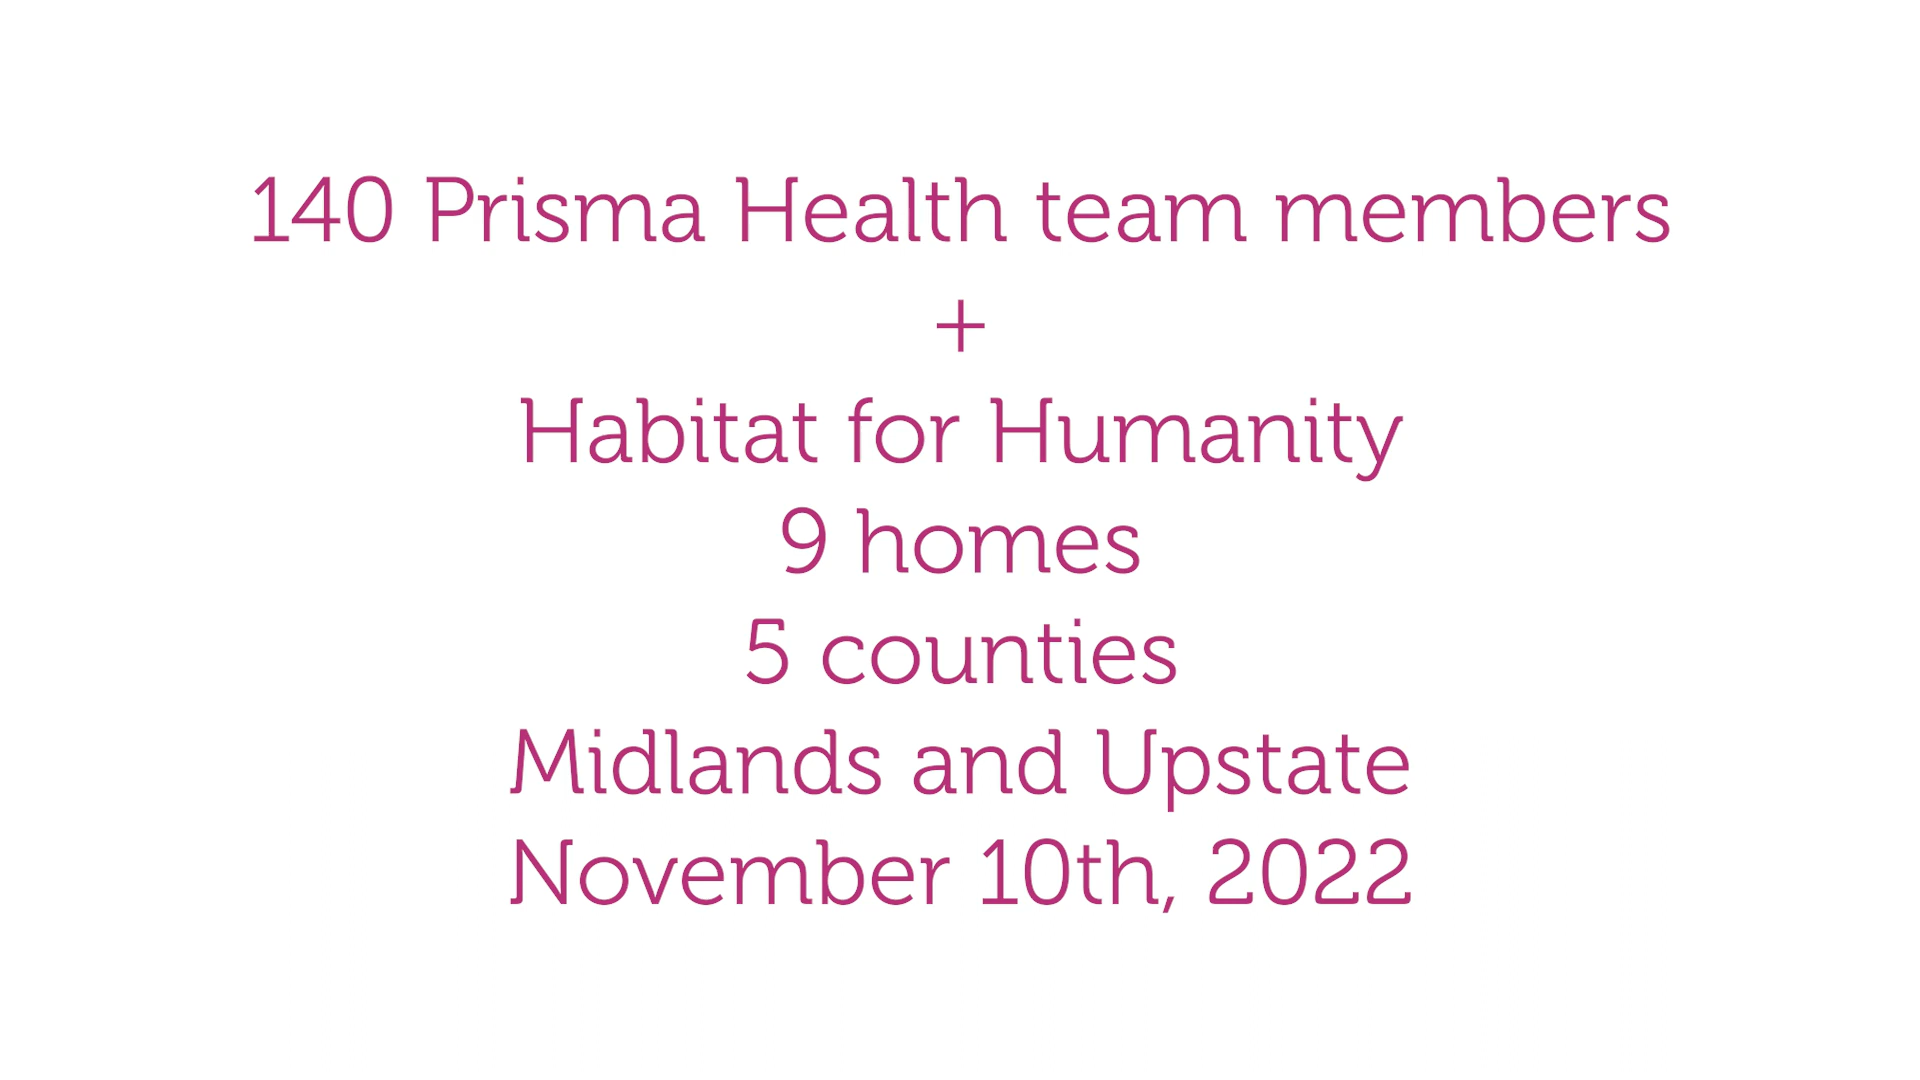 140 Prisma Health team members
+
Habitat for Humanity
9 homes
5 counties
Midlands and Upstate
November 10th, 2022